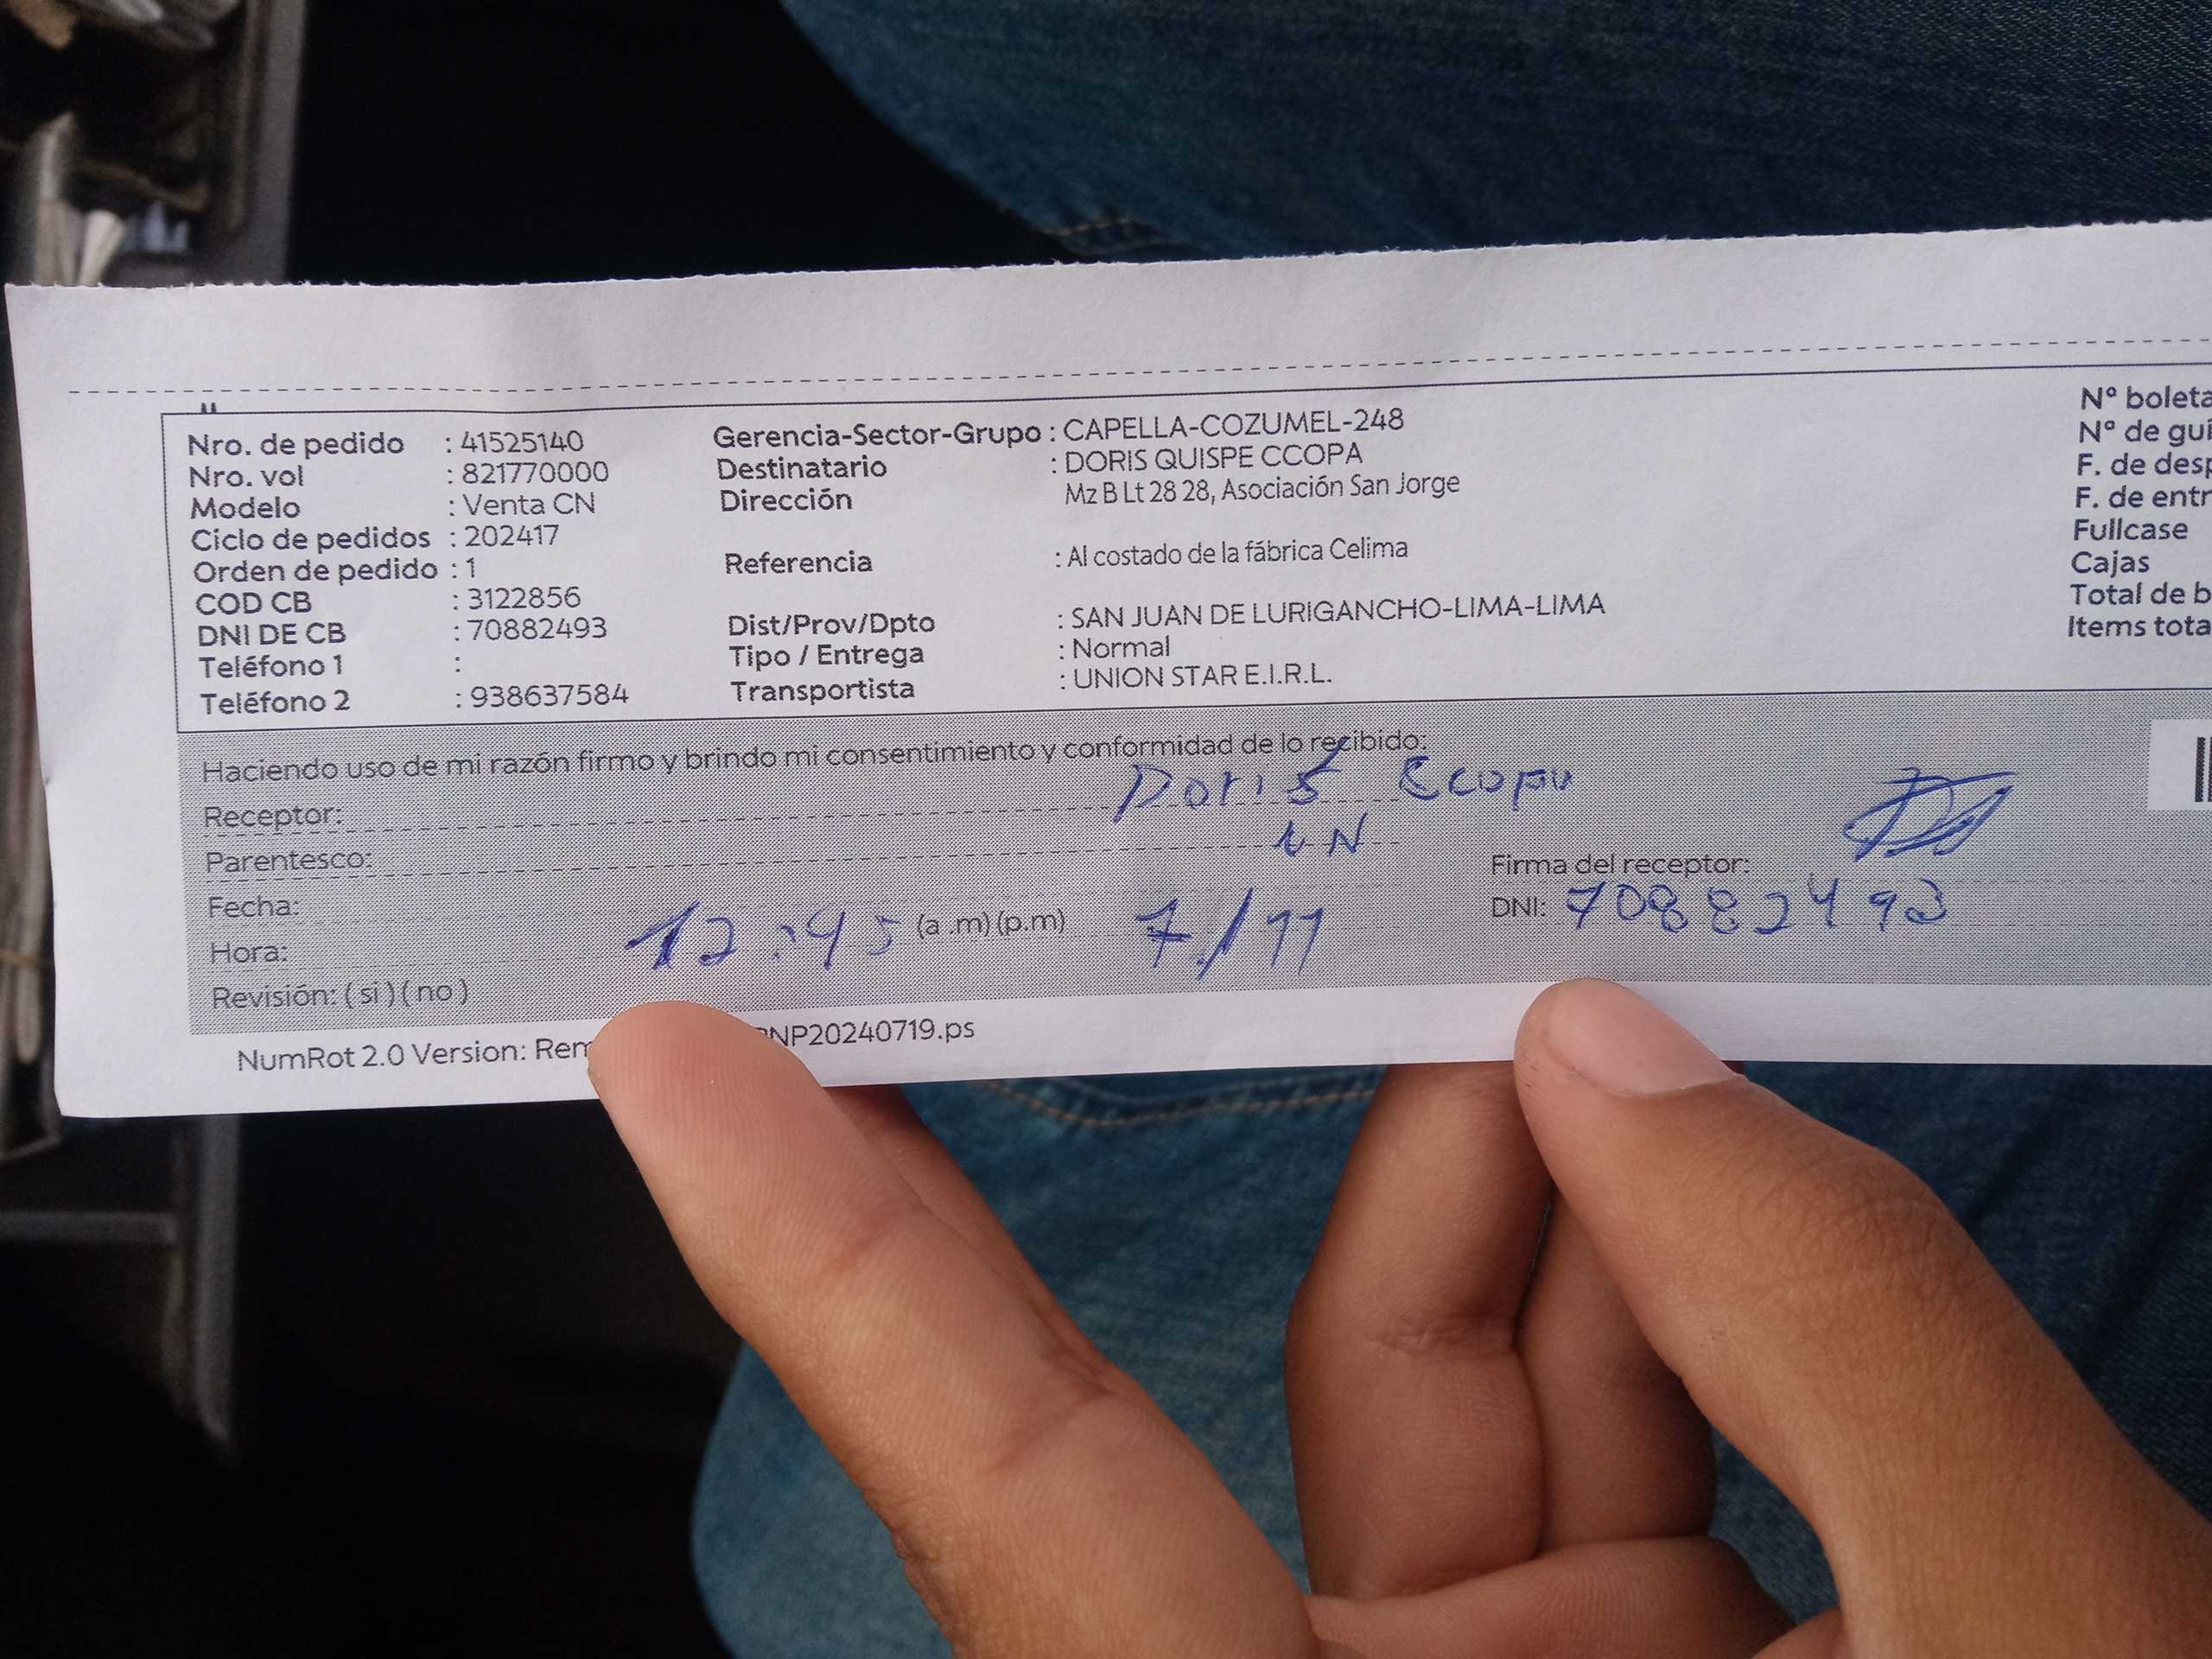 Nro. de pedido : 41525140
Nro. vol : 821770000
Modelo : Venta CN
Ciclo de pedidos : 202417
Orden de pedido : 1
COD CB : 3122856
DNI DE CB : 70882493
Teléfono 1 :
Teléfono 2 : 938637584
Gerencia-Sector-Grupo : CAPELLA-COZUMEL-248
Destinatario : DORIS QUISPE CCOPA
Dirección Mz B Lt 28 28, Asociación San Jorge
Referencia : Al costado de la fábrica Celima
Dist/Prov/Dpto : SAN JUAN DE LURIGANCHO-LIMA-LIMA
Tipo / Entrega : Normal
Transportista : UNION STAR E.I.R.L.
Nº boleta
Nº de guí
F. de desp
F. de entr
Fullcase
Cajas
Total de b
Items tota
Haciendo uso de mi razón firmo y brindo mi consentimiento y conformidad de lo recibido:
Receptor: Doris Ccopa
Parentesco:
Fecha:
Hora: 12:45 (a .m) (p.m) 7/11
Revisión: ( si ) ( no )
Firma del receptor:
DNI: 70882493
NumRot 2.0 Version: Rem NP20240719.ps